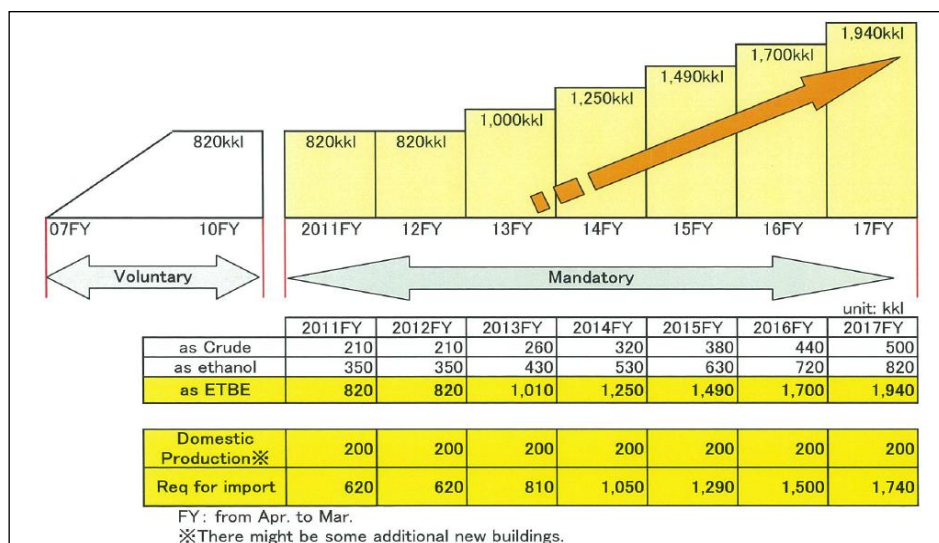 820kkl 820kkl 820kkl 1,000kkl 1,250kkl 1,490kkl 1,700kkl 1,940kkl
07FY 10FY 2011FY 12FY 13FY 14FY 15FY 16FY 17FY
Voluntary Mandatory
unit: kkl
2011FY 2012FY 2013FY 2014FY 2015FY 2016FY 2017FY
as Crude 210 210 260 320 380 440 500
as ethanol 350 350 430 530 630 720 820
as ETBE 820 820 1,010 1,250 1,490 1,700 1,940
Domestic
Production※ 200 200 200 200 200 200 200
Req for import 620 620 810 1,050 1,290 1,500 1,740
FY: from Apr. to Mar.
※There might be some additional new buildings.